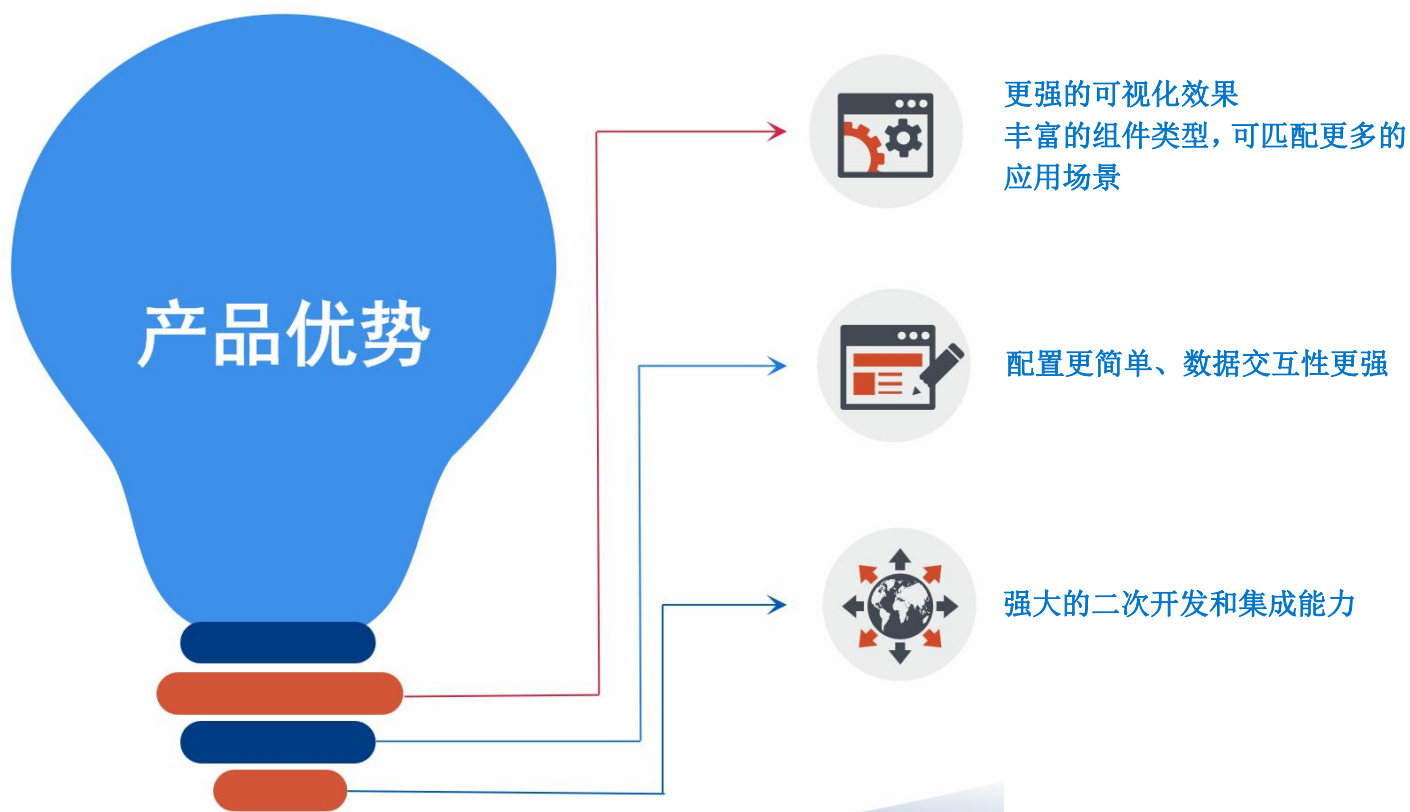 产品优势
更强的可视化效果
丰富的组件类型，可匹配更多的
应用场景
配置更简单、数据交互性更强
强大的二次开发和集成能力